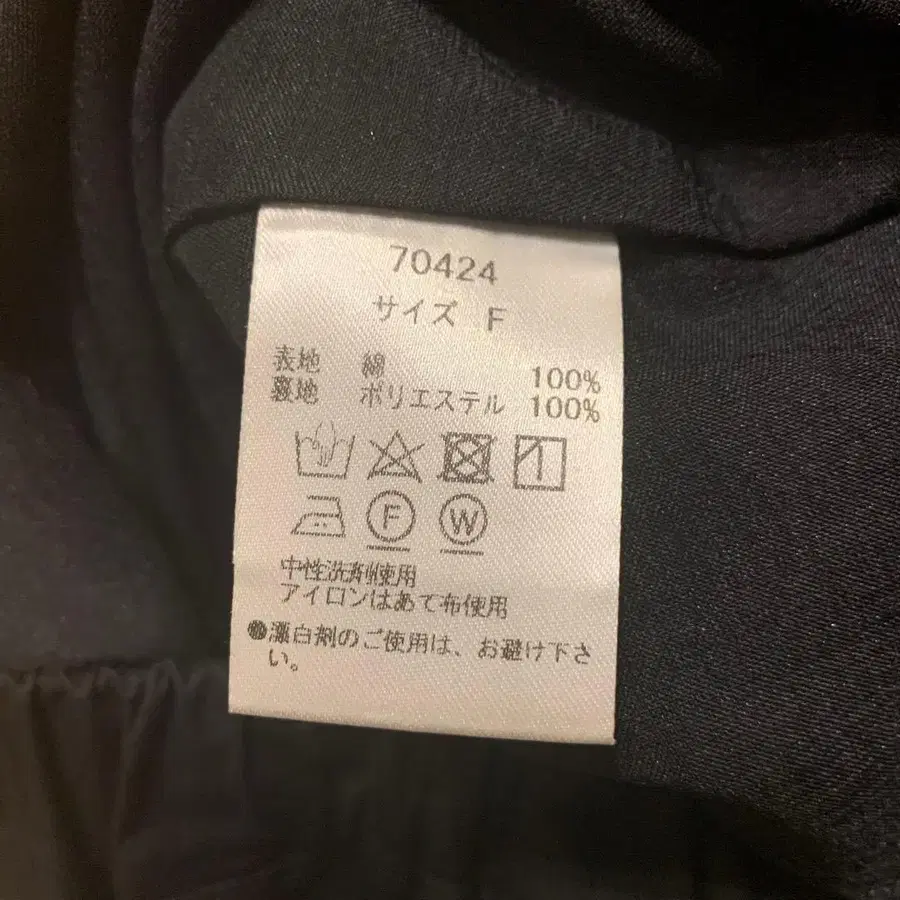 70424
サイズ F
表地 綿 100%
裏地 ポリエステル 100%
F W
中性洗剤使用
アイロンはあて布使用
●漂白剤のご使用は、お避け下さ
い。